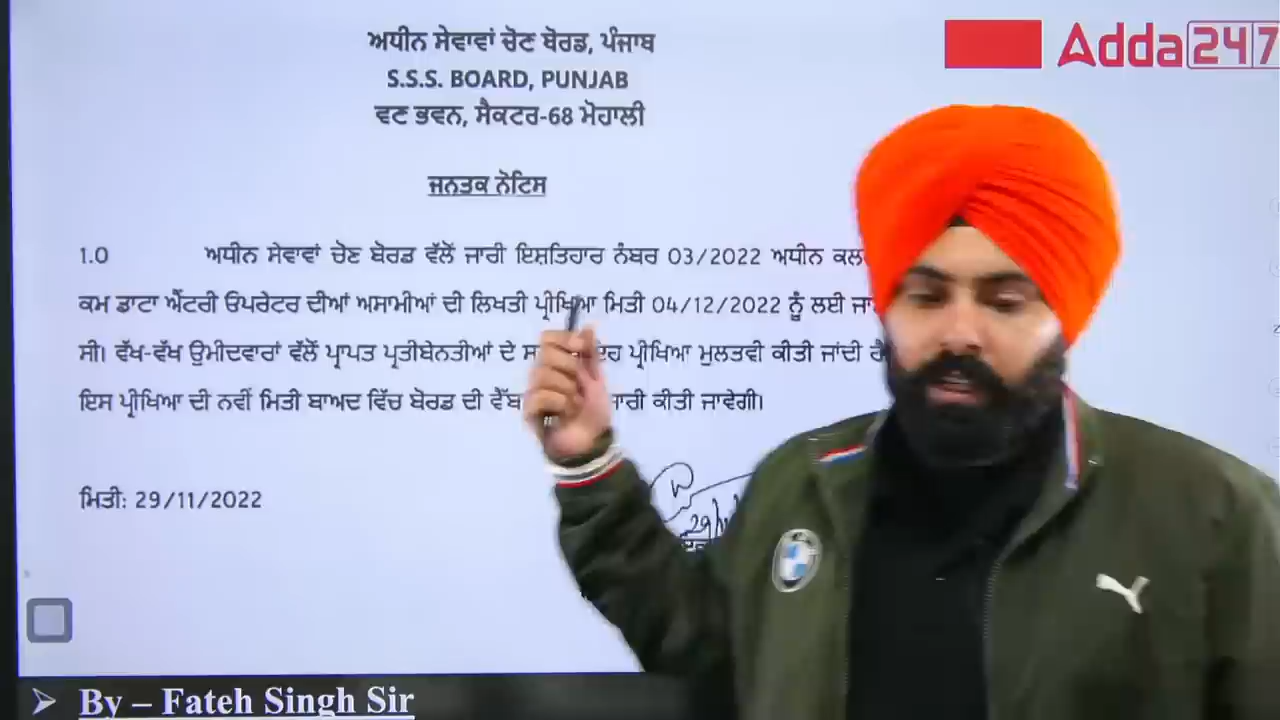 ਅਧੀਨ ਸੇਵਾਵਾਂ ਚੋਣ ਬੋਰਡ, ਪੰਜਾਬ
S.S.S. BOARD, PUNJAB
ਵਣ ਭਵਨ, ਸੈਕਟਰ-68 ਮੋਹਾਲੀ
Adda247
ਜਨਤਕ ਨੋਟਿਸ
1.0 ਅਧੀਨ ਸੇਵਾਵਾਂ ਚੋਣ ਬੋਰਡ ਵੱਲੋਂ ਜਾਰੀ ਇਸ਼ਤਿਹਾਰ ਨੰਬਰ 03/2022 ਅਧੀਨ
ਕਮ ਡਾਟਾ ਐਂਟਰੀ ਓਪਰੇਟਰ ਦੀਆਂ ਅਸਾਮੀਆਂ ਦੀ ਲਿਖਤੀ ਪ੍ਰੀਖਿਆ ਮਿਤੀ 04/12/2022 ਨੂੰ ਲਈ
ਸੀ। ਵੱਖ-ਵੱਖ ਉਮੀਦਵਾਰਾਂ ਵੱਲੋਂ ਪ੍ਰਾਪਤ ਪ੍ਰਤੀਬੇਨਤੀਆਂ ਦੇ ਪ੍ਰੀਖਿਆ ਮੁਲਤਵੀ ਕੀਤੀ ਜਾਂਦੀ ਹੈ
ਇਸ ਪ੍ਰੀਖਿਆ ਦੀ ਨਵੀਂ ਮਿਤੀ ਬਾਅਦ ਵਿੱਚ ਬੋਰਡ ਦੀ ਕੀਤੀ ਜਾਵੇਗੀ।
ਮਿਤੀ: 29/11/2022
By – Fateh Singh Sir